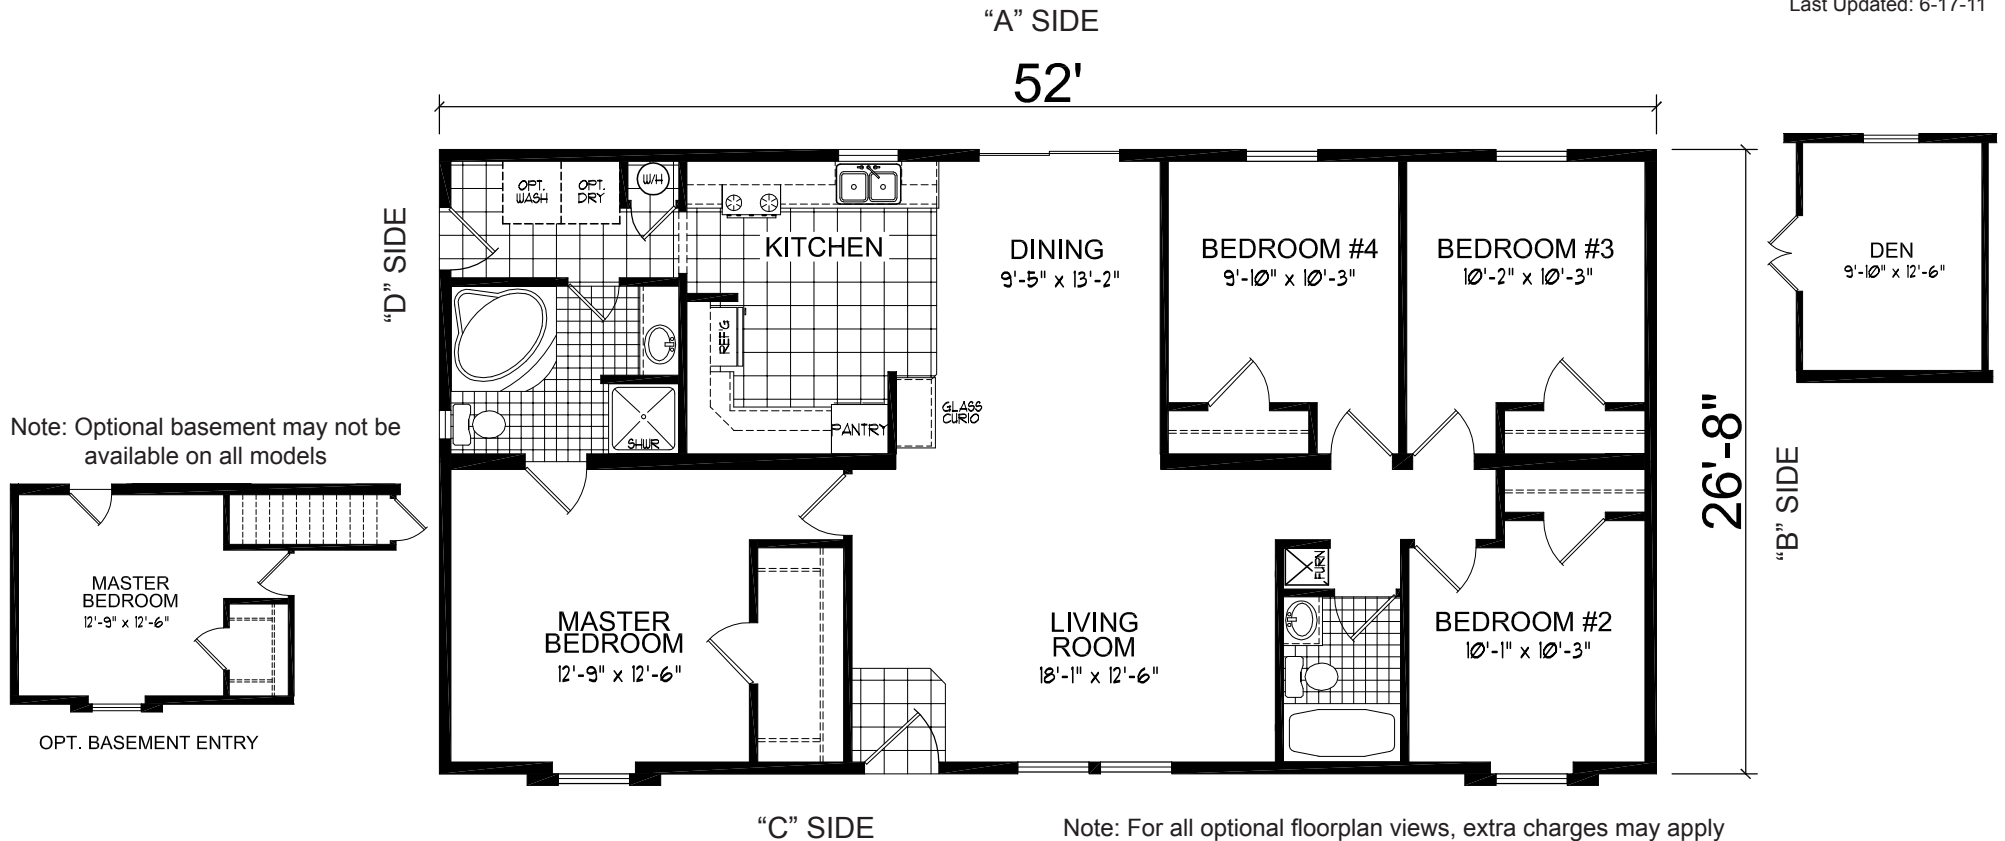 Last Updated: 6-17-11
“A” SIDE
52'
“D” SIDE
OPT.
WASH
OPT.
DRY
W/H
KITCHEN
DINING
9'-5" x 13'-2"
BEDROOM #4
9'-10" x 10'-3"
BEDROOM #3
10'-2" x 10'-3"
DEN
9'-10" x 12'-6"
REF'G
GLASS
CURIO
PANTRY
SHWR
26'-8"
“B” SIDE
Note: Optional basement may not be
available on all models
MASTER
BEDROOM
12'-9" x 12'-6"
OPT. BASEMENT ENTRY
MASTER
BEDROOM
12'-9" x 12'-6"
LIVING
ROOM
18'-1" x 12'-6"
FURN
BEDROOM #2
10'-1" x 10'-3"
“C” SIDE
Note: For all optional floorplan views, extra charges may apply